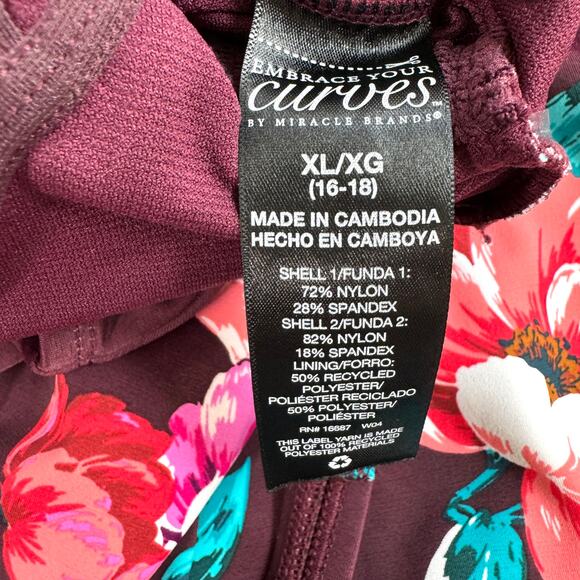 EMBRACE YOUR
curves™
BY MIRACLE BRANDS®
XL/XG
(16-18)
MADE IN CAMBODIA
HECHO EN CAMBOYA
SHELL 1/FUNDA 1:
72% NYLON
28% SPANDEX
SHELL 2/FUNDA 2:
82% NYLON
18% SPANDEX
LINING/FORRO:
50% RECYCLED
POLYESTER/
POLIÉSTER RECICLADO
50% POLYESTER/
POLIÉSTER
RN# 16687 W04
THIS LABEL YARN IS MADE
OUT OF 100% RECYCLED
POLYESTER MATERIALS